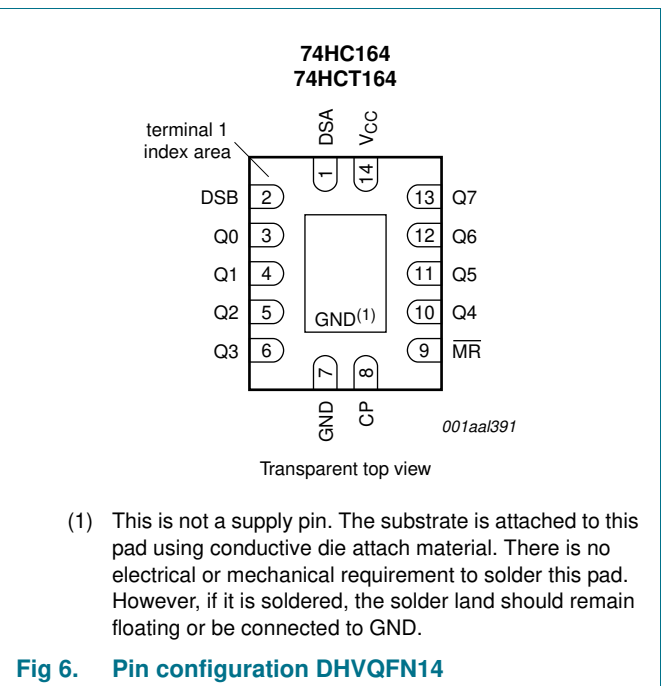 74HC164
74HCT164
terminal 1
index area
DSA
VCC
1
14
DSB 2
13 Q7
Q0 3
12 Q6
Q1 4
11 Q5
Q2 5
10 Q4
Q3 6
9 MR
GND(1)
7
8
GND
CP
001aal391
Transparent top view
(1) This is not a supply pin. The substrate is attached to this
pad using conductive die attach material. There is no
electrical or mechanical requirement to solder this pad.
However, if it is soldered, the solder land should remain
floating or be connected to GND.
Fig 6. Pin configuration DHVQFN14